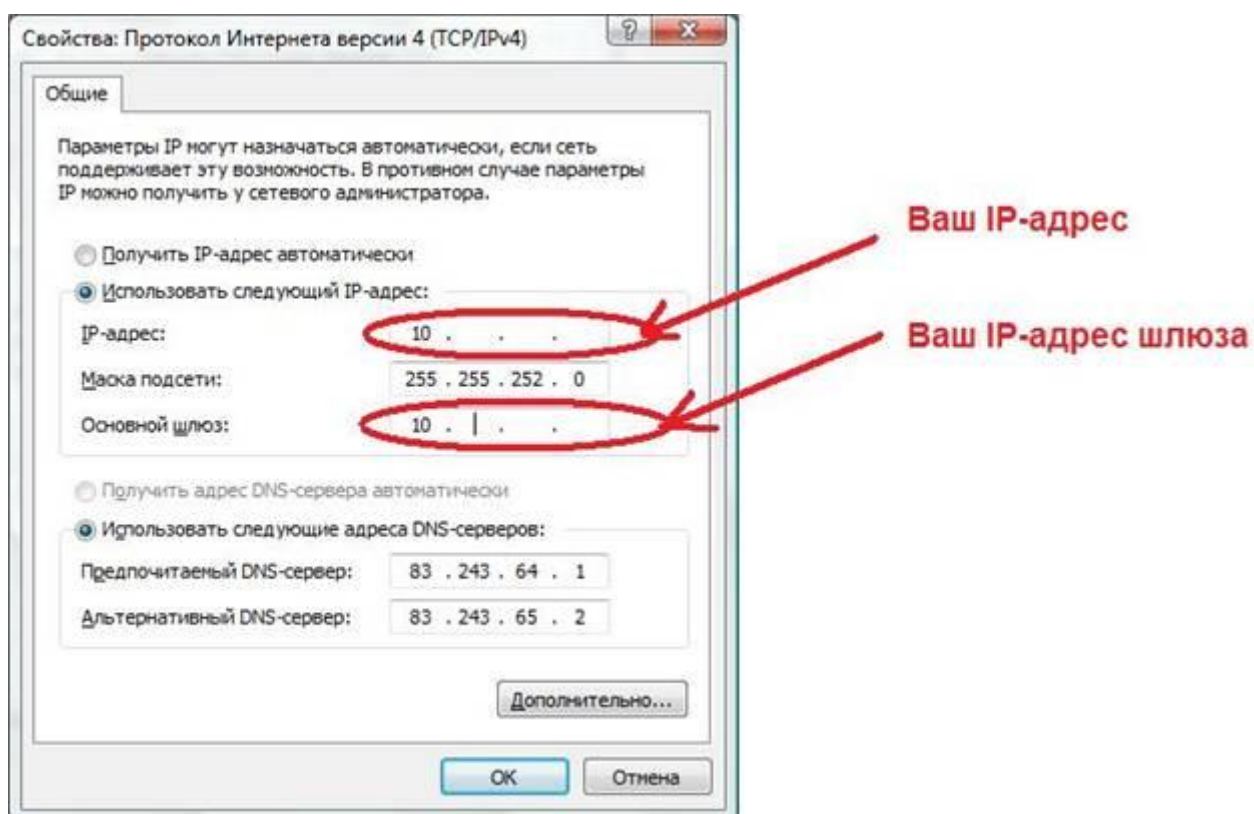 Свойства: Протокол Интернета версии 4 (TCP/IPv4)
Общие
Параметры IP могут назначаться автоматически, если сеть
поддерживает эту возможность. В противном случае параметры
IP можно получить у сетевого администратора.
Получить IP-адрес автоматически
Использовать следующий IP-адрес:
IP-адрес: 10 . . .
Ваш IP-адрес
Маска подсети: 255 . 255 . 252 . 0
Основной шлюз: 10 . . .
Ваш IP-адрес шлюза
Получить адрес DNS-сервера автоматически
Использовать следующие адреса DNS-серверов:
Предпочитаемый DNS-сервер: 83 . 243 . 64 . 1
Альтернативный DNS-сервер: 83 . 243 . 65 . 2
Дополнительно...
ОК Отмена